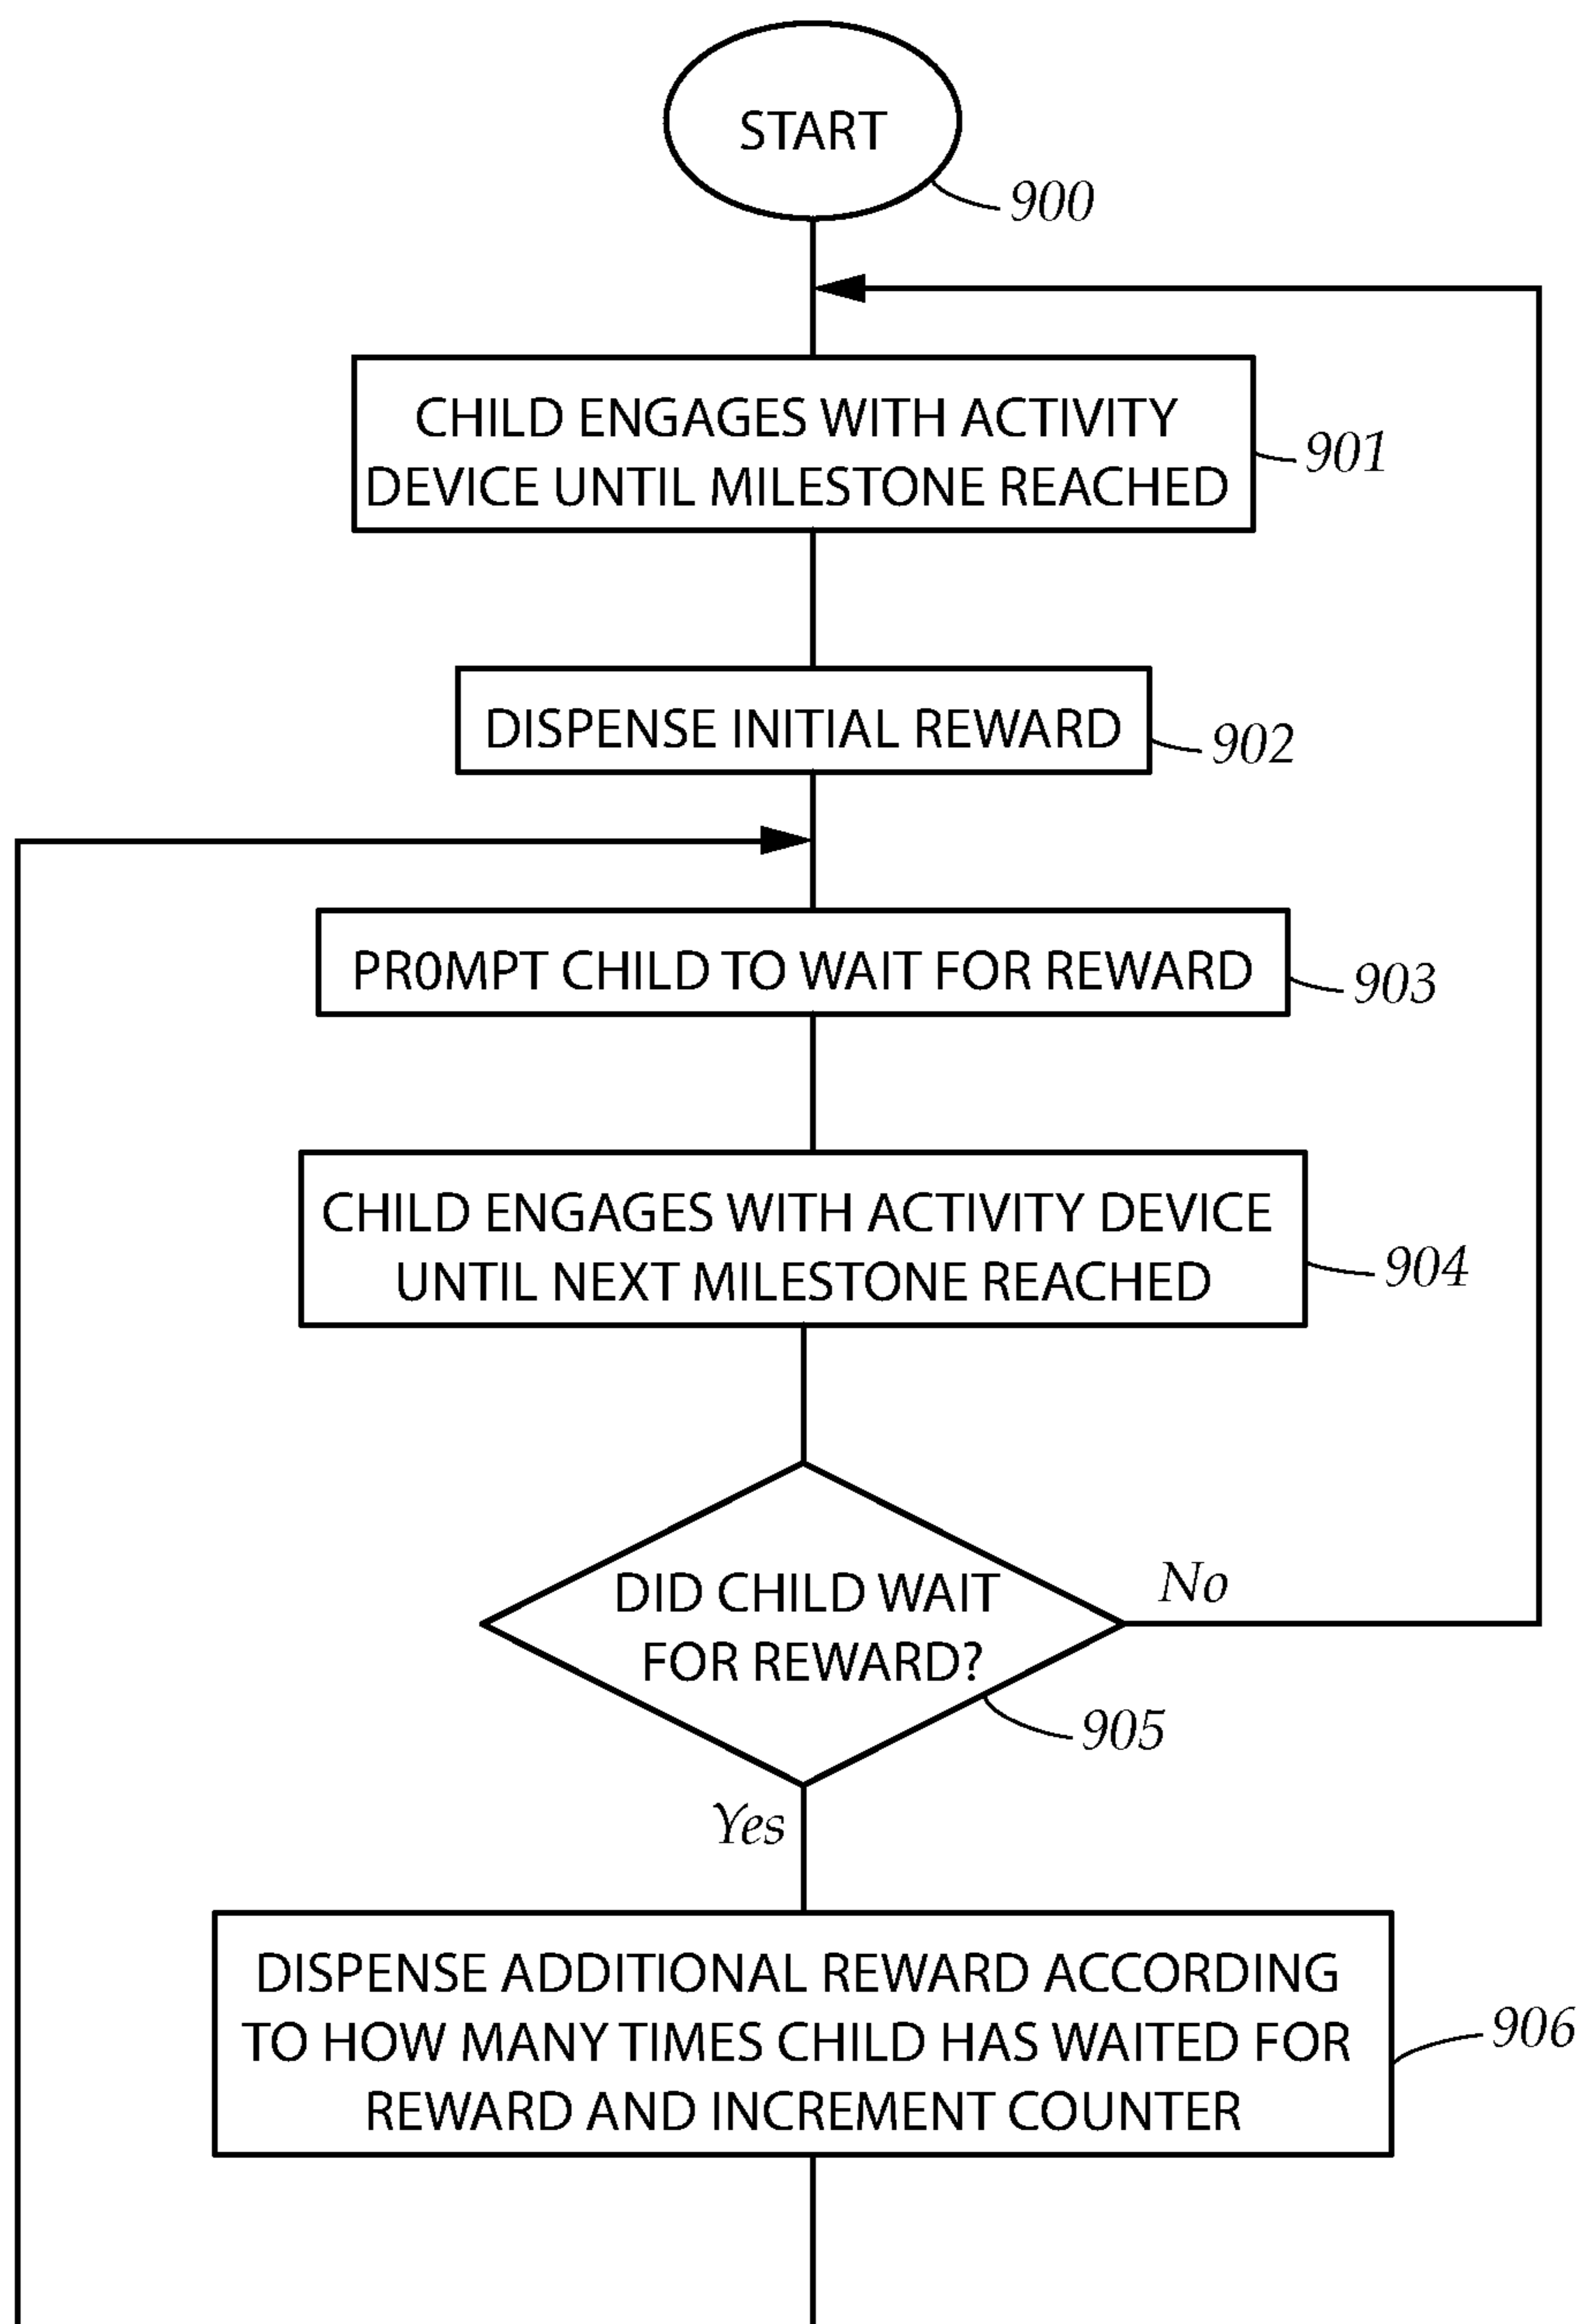 START
900
CHILD ENGAGES WITH ACTIVITY
DEVICE UNTIL MILESTONE REACHED
901
DISPENSE INITIAL REWARD
902
PR0MPT CHILD TO WAIT FOR REWARD
903
CHILD ENGAGES WITH ACTIVITY DEVICE
UNTIL NEXT MILESTONE REACHED
904
DID CHILD WAIT
FOR REWARD?
No
905
Yes
DISPENSE ADDITIONAL REWARD ACCORDING
TO HOW MANY TIMES CHILD HAS WAITED FOR
REWARD AND INCREMENT COUNTER
906